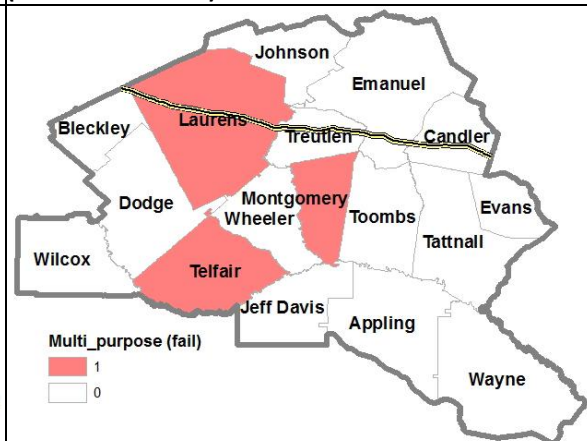 Johnson
Emanuel
Laurens
Bleckley
Treutlen
Candler
Dodge
Montgomery
Wheeler
Toombs
Evans
Tattnall
Wilcox
Telfair
Jeff Davis
Appling
Wayne
Multi_purpose (fail)
1
0